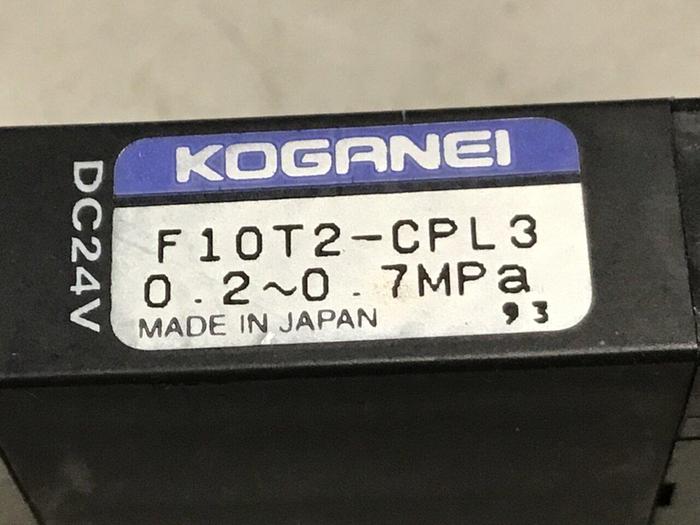 KOGANEI
DC24V
F10T2-CPL3
0.2~0.7MPa
MADE IN JAPAN
93